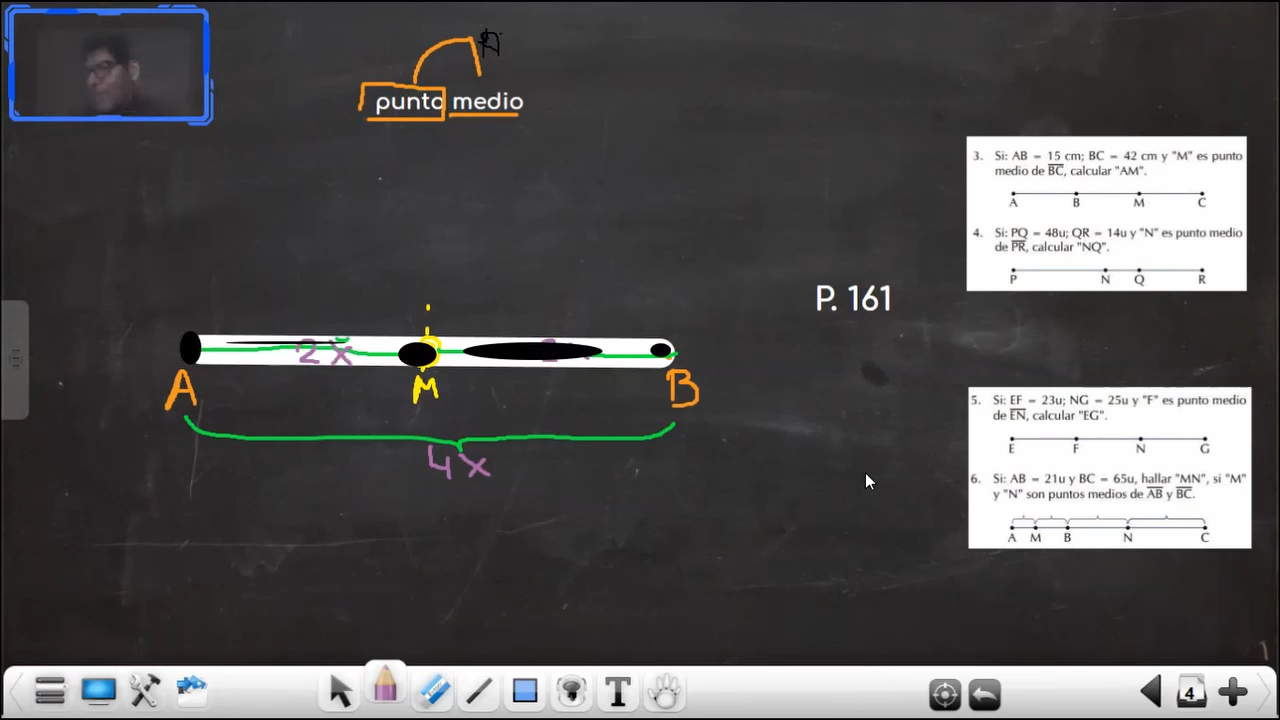 punto medio
3. Si: AB = 15 cm; BC = 42 cm y "M" es punto
medio de BC, calcular "AM".
A B M C
4. Si: PQ = 48u; QR = 14u y "N" es punto medio
de PR, calcular "NQ".
P N Q R
P. 161
2x
M
A B
4x
5. Si: EF = 23u; NG = 25u y "F" es punto medio
de EN, calcular "EG".
E F N G
6. Si: AB = 21u y BC = 65u, hallar "MN", si "M"
y "N" son puntos medios de AB y BC.
A M B N C
T
4